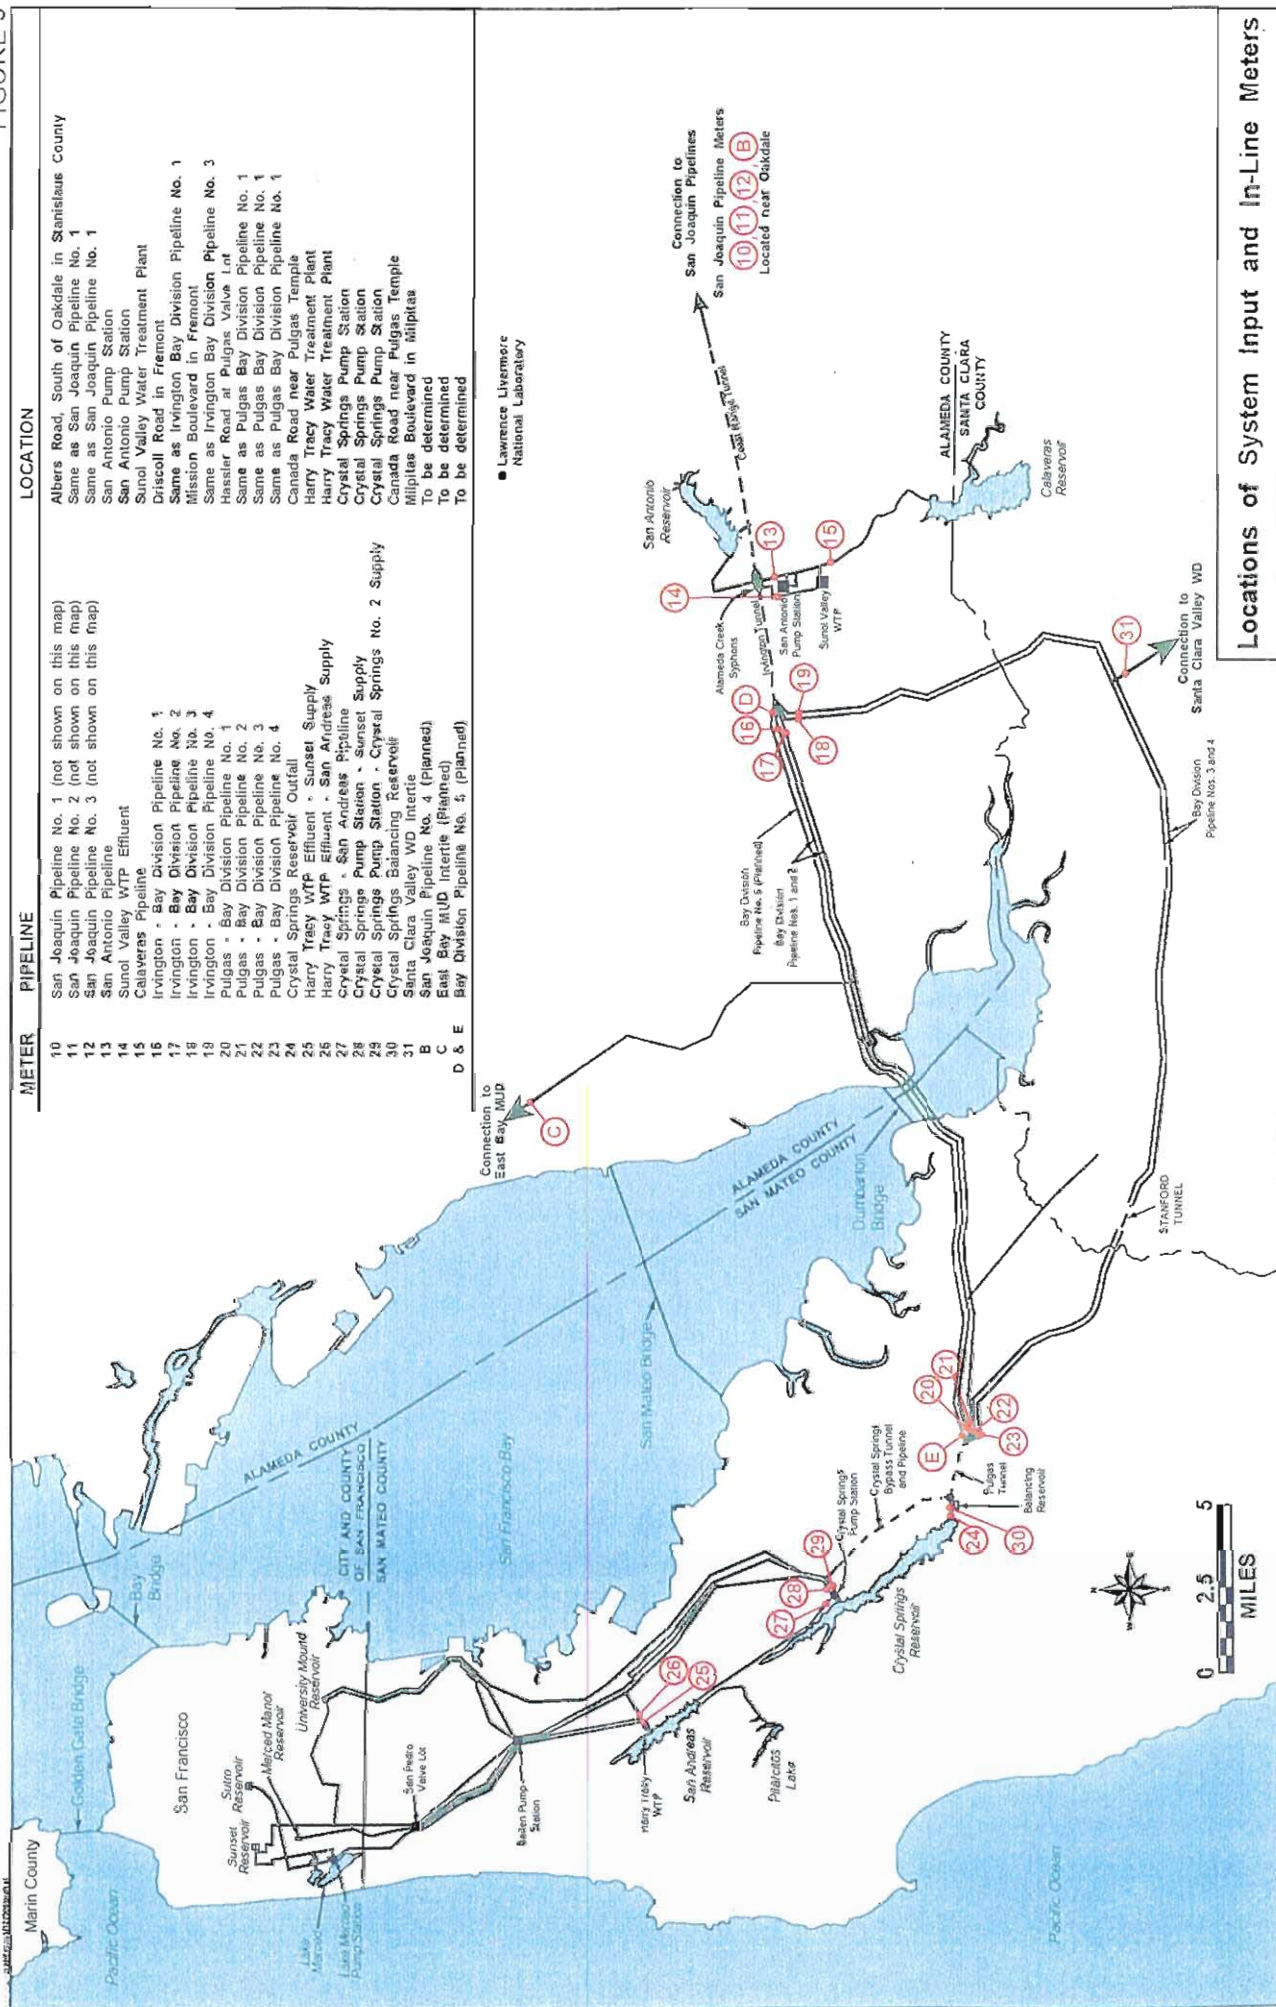 FIGURE 3
METER PIPELINE LOCATION
10 San Joaquin Pipeline No. 1 (not shown on this map) Albers Road, South of Oakdale in Stanislaus County
11 San Joaquin Pipeline No. 2 (not shown on this map) Same as San Joaquin Pipeline No. 1
12 San Joaquin Pipeline No. 3 (not shown on this map) Same as San Joaquin Pipeline No. 1
13 San Antonio Pipeline San Antonio Pump Station
14 Sunol Valley WTP Effluent San Antonio Pump Station
15 Calaveras Pipeline Sunol Valley Water Treatment Plant
16 Irvington - Bay Division Pipeline No. 1 Driscoll Road in Fremont
17 Irvington - Bay Division Pipeline No. 2 Same as Irvington Bay Division Pipeline No. 1
18 Irvington - Bay Division Pipeline No. 3 Mission Boulevard in Fremont
19 Irvington - Bay Division Pipeline No. 4 Same as Irvington Bay Division Pipeline No. 3
20 Pulgas - Bay Division Pipeline No. 1 Hassler Road at Pulgas Valve Lot
21 Pulgas - Bay Division Pipeline No. 2 Same as Pulgas Bay Division Pipeline No. 1
22 Pulgas - Bay Division Pipeline No. 3 Same as Pulgas Bay Division Pipeline No. 1
23 Pulgas - Bay Division Pipeline No. 4 Same as Pulgas Bay Division Pipeline No. 1
24 Crystal Springs Reservoir Outfall Canada Road near Pulgas Temple
25 Harry Tracy WTP Effluent - Sunset Supply Harry Tracy Water Treatment Plant
26 Harry Tracy WTP Effluent - San Andreas Supply Harry Tracy Water Treatment Plant
27 Crystal Springs - San Andreas Pipeline Crystal Springs Pump Station
28 Crystal Springs Pump Station - Sunset Supply Crystal Springs Pump Station
29 Crystal Springs Pump Station - Crystal Springs No. 2 Supply Crystal Springs Pump Station
30 Crystal Springs Balancing Reservoir Canada Road near Pulgas Temple
31 Santa Clara Valley WD Intertie Milpitas Boulevard in Milpitas
B San Joaquin Pipeline No. 4 (Planned) To be determined
C East Bay MUD Intertie (Planned) To be determined
D & E Bay Division Pipeline No. 5 (Planned) To be determined
Marin County
Golden Gate Bridge
Pacific Ocean
San Francisco
Bay
Bridge
ALAMEDA COUNTY
CITY AND COUNTY
OF SAN FRANCISCO
SAN MATEO COUNTY
Sunset
Reservoir
Sutro
Reservoir
Merced Manor
Reservoir
University Mound
Reservoir
Lake
Merced
Lake Merced
Pump Station
San Pedro
Valve Lot
Baden Pump
Station
San Francisco Bay
San Mateo Bridge
Connection to
East Bay MUD
C
Lawrence Livermore
National Laboratory
Harry Tracy
WTP
26
25
San Andreas
Reservoir
Pilarcitos
Lake
27
28
29
Crystal Springs
Pump Station
Crystal Springs
Bypass Tunnel
and Pipeline
Crystal Springs
Reservoir
24
30
Balancing
Reservoir
Pulgas
Tunnel
E
20
21
22
23
ALAMEDA COUNTY
SAN MATEO COUNTY
Dumbarton
Bridge
STANFORD
TUNNEL
Bay Division
Pipeline No. 5 (Planned)
Bay Division
Pipeline Nos. 1 and 2
Bay Division
Pipeline Nos. 3 and 4
16
D
17
18
19
Alameda Creek
Syphons
Irvington Tunnel
San Antonio
Pump Station
Sunol Valley
WTP
14
13
15
San Antonio
Reservoir
Coast Range Tunnel
Connection to
San Joaquin Pipelines
San Joaquin Pipeline Meters
10, 11, 12, B
Located near Oakdale
ALAMEDA COUNTY
SANTA CLARA
COUNTY
Calaveras
Reservoir
31
Connection to
Santa Clara Valley WD
Pacific Ocean
N
E
S
W
0 2.5 5
MILES
Locations of System Input and In-Line Meters